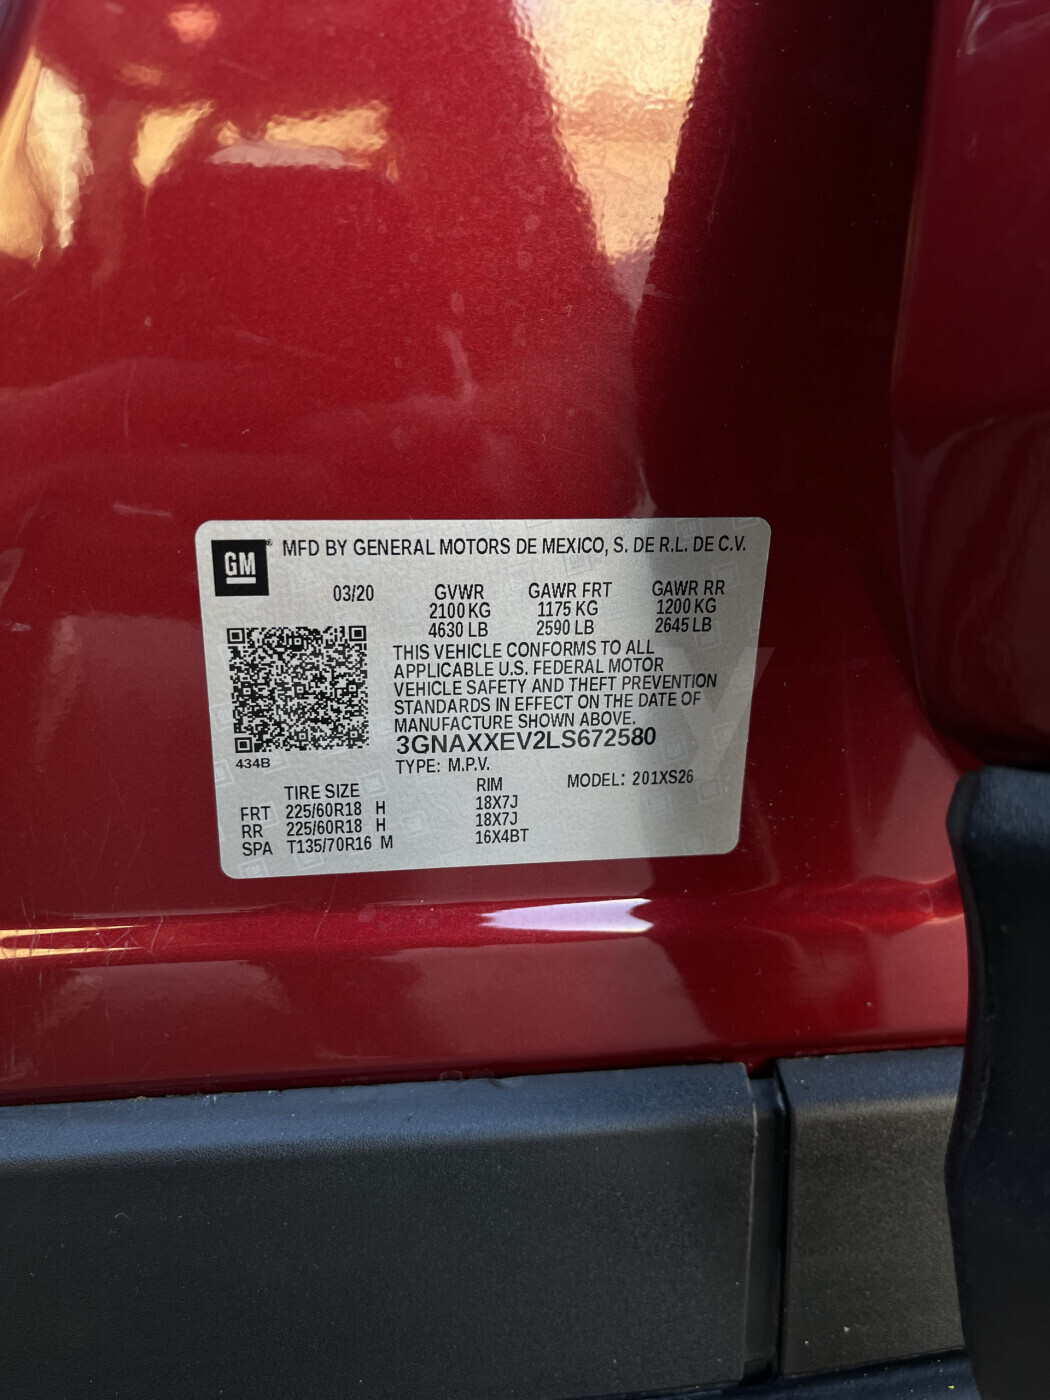 GM® MFD BY GENERAL MOTORS DE MEXICO, S. DE R.L. DE C.V.
03/20 GVWR GAWR FRT GAWR RR
2100 KG 1175 KG 1200 KG
4630 LB 2590 LB 2645 LB
THIS VEHICLE CONFORMS TO ALL
APPLICABLE U.S. FEDERAL MOTOR
VEHICLE SAFETY AND THEFT PREVENTION
STANDARDS IN EFFECT ON THE DATE OF
MANUFACTURE SHOWN ABOVE.
3GNAXXEV2LS672580
434B TYPE: M.P.V.
TIRE SIZE RIM MODEL: 201XS26
FRT 225/60R18 H 18X7J
RR 225/60R18 H 18X7J
SPA T135/70R16 M 16X4BT